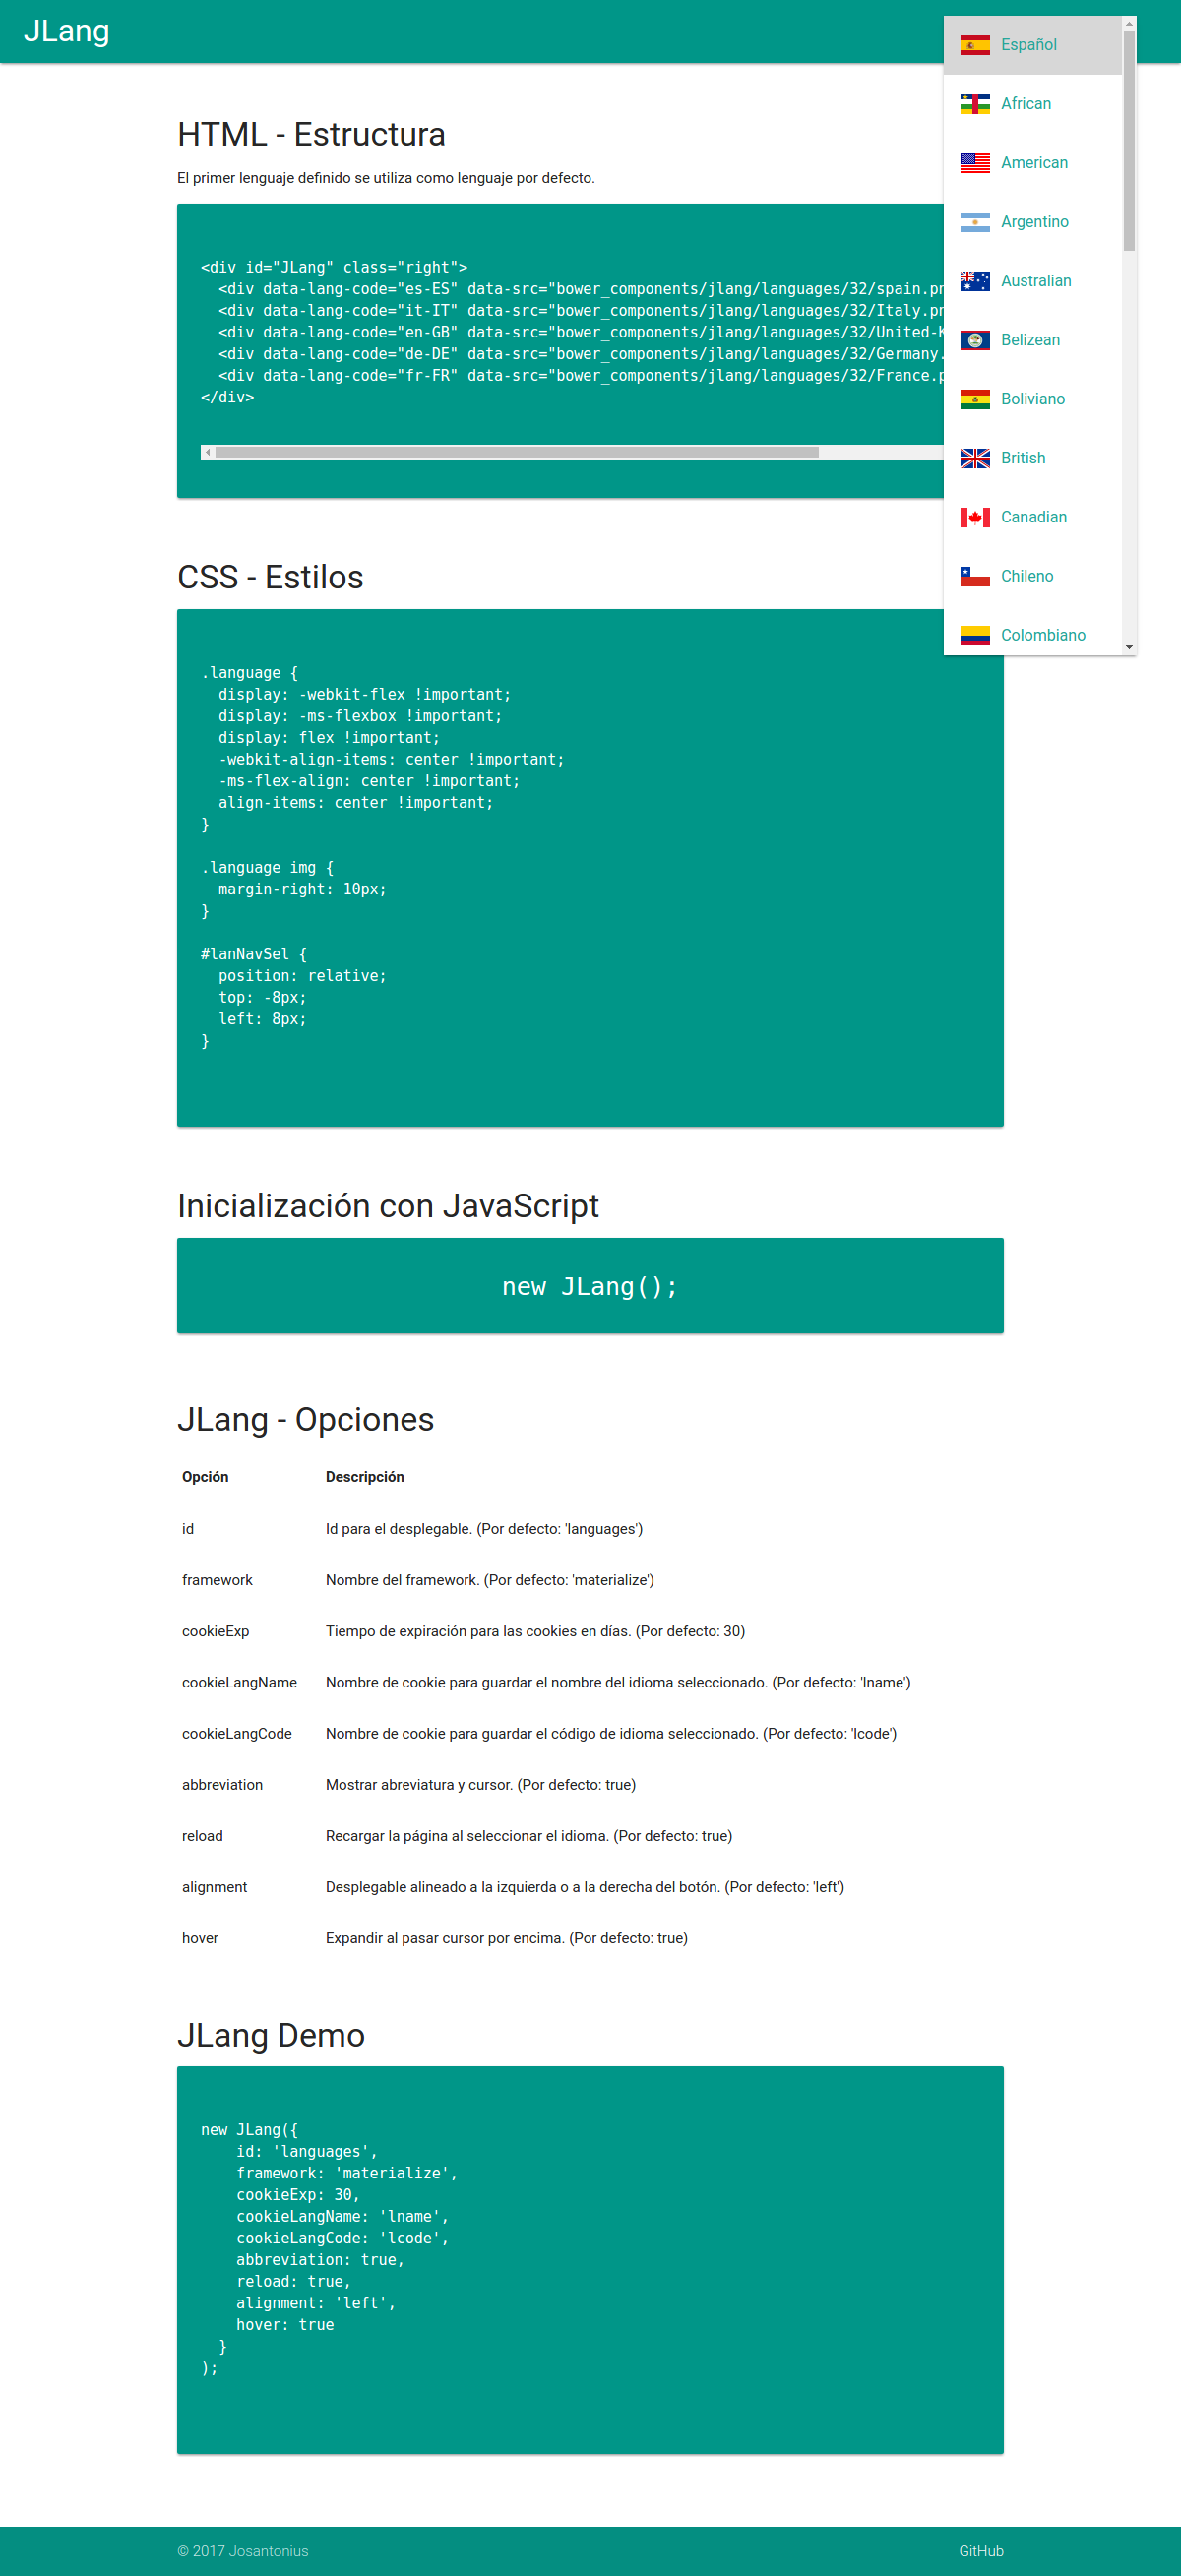 JLang
Español
African
American
Argentino
Australian
Belizean
Boliviano
British
Canadian
Chileno
Colombiano
HTML - Estructura
El primer lenguaje definido se utiliza como lenguaje por defecto.
<div id="JLang" class="right">
  <div data-lang-code="es-ES" data-src="bower_components/jlang/languages/32/spain.pn
  <div data-lang-code="it-IT" data-src="bower_components/jlang/languages/32/Italy.pn
  <div data-lang-code="en-GB" data-src="bower_components/jlang/languages/32/United-K
  <div data-lang-code="de-DE" data-src="bower_components/jlang/languages/32/Germany.
  <div data-lang-code="fr-FR" data-src="bower_components/jlang/languages/32/France.p
</div>
CSS - Estilos
.language {
  display: -webkit-flex !important;
  display: -ms-flexbox !important;
  display: flex !important;
  -webkit-align-items: center !important;
  -ms-flex-align: center !important;
  align-items: center !important;
}
.language img {
  margin-right: 10px;
}
#lanNavSel {
  position: relative;
  top: -8px;
  left: 8px;
}
Inicialización con JavaScript
new JLang();
JLang - Opciones
Opción Descripción
id Id para el desplegable. (Por defecto: 'languages')
framework Nombre del framework. (Por defecto: 'materialize')
cookieExp Tiempo de expiración para las cookies en días. (Por defecto: 30)
cookieLangName Nombre de cookie para guardar el nombre del idioma seleccionado. (Por defecto: 'lname')
cookieLangCode Nombre de cookie para guardar el código de idioma seleccionado. (Por defecto: 'lcode')
abbreviation Mostrar abreviatura y cursor. (Por defecto: true)
reload Recargar la página al seleccionar el idioma. (Por defecto: true)
alignment Desplegable alineado a la izquierda o a la derecha del botón. (Por defecto: 'left')
hover Expandir al pasar cursor por encima. (Por defecto: true)
JLang Demo
new JLang({
    id: 'languages',
    framework: 'materialize',
    cookieExp: 30,
    cookieLangName: 'lname',
    cookieLangCode: 'lcode',
    abbreviation: true,
    reload: true,
    alignment: 'left',
    hover: true
  }
);
© 2017 Josantonius GitHub